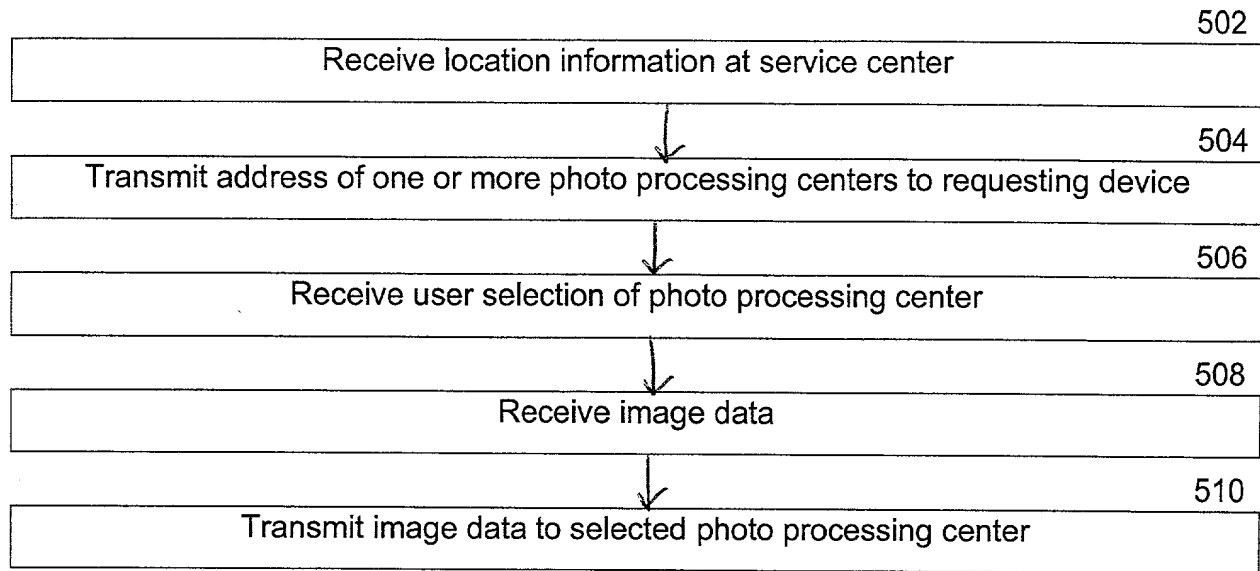 502
Receive location information at service center
504
Transmit address of one or more photo processing centers to requesting device
506
Receive user selection of photo processing center
508
Receive image data
510
Transmit image data to selected photo processing center